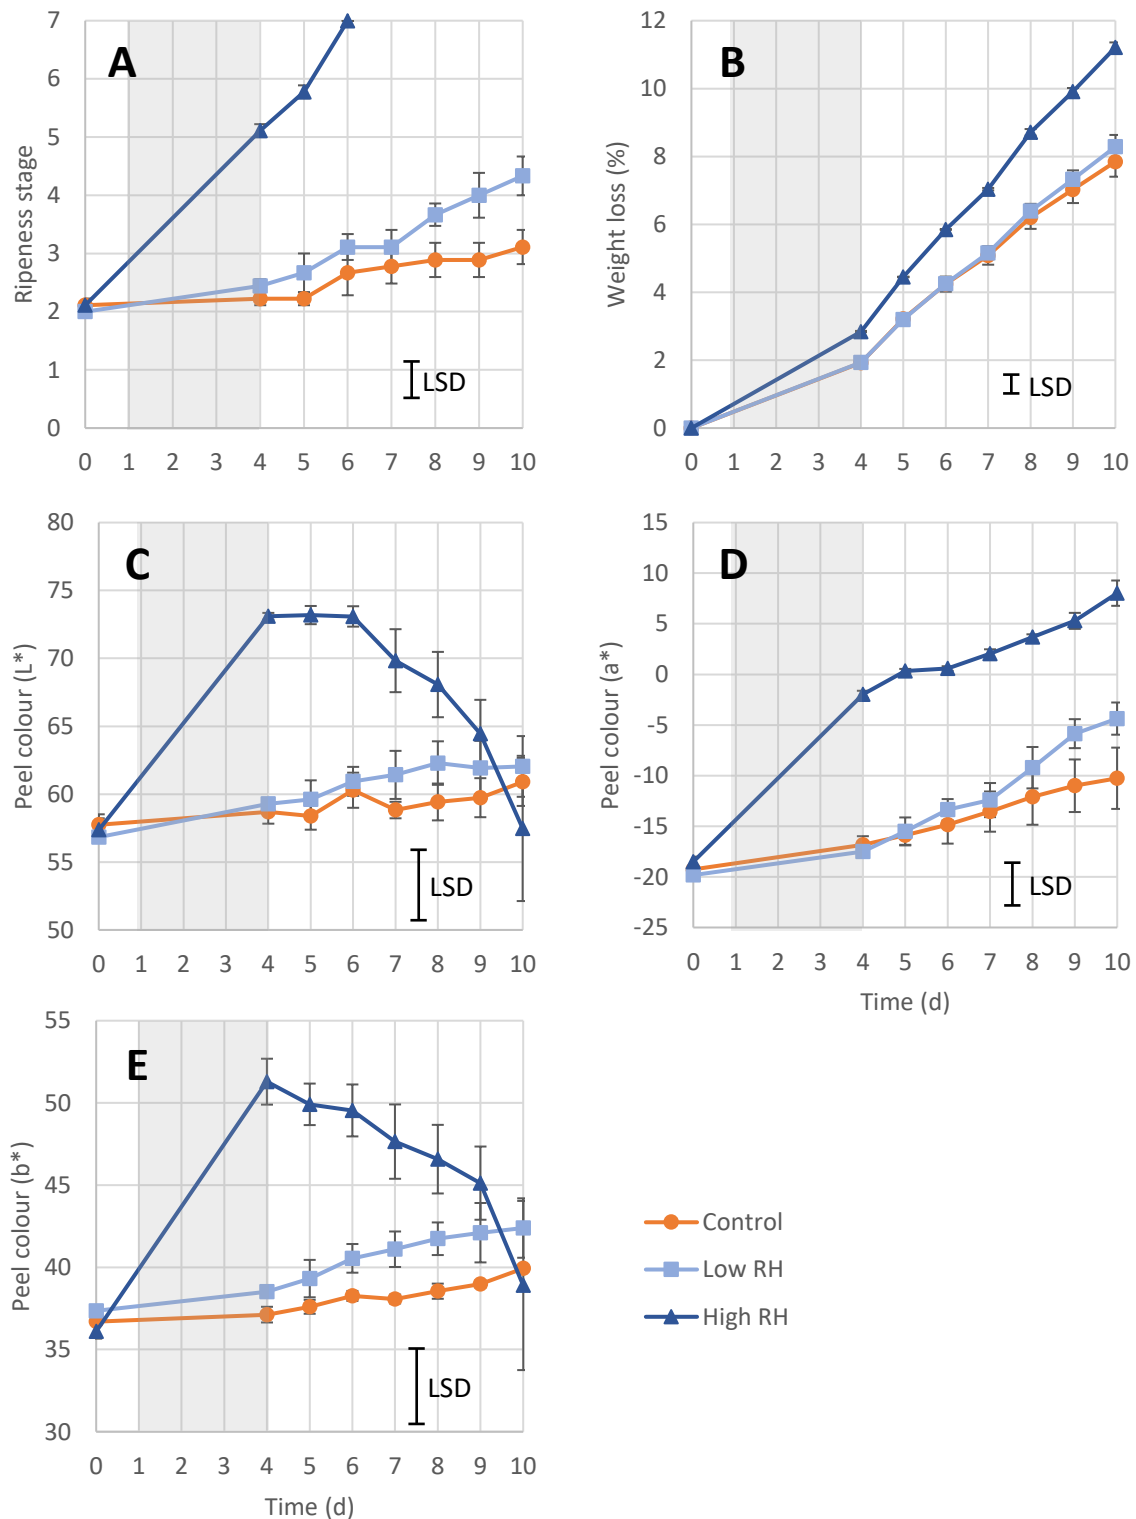 A
Ripeness stage
7
6
5
4
3
2
1
0
LSD
0 1 2 3 4 5 6 7 8 9 10
B
Weight loss (%)
12
10
8
6
4
2
0
LSD
0 1 2 3 4 5 6 7 8 9 10
C
Peel colour (L*)
80
75
70
65
60
55
50
LSD
0 1 2 3 4 5 6 7 8 9 10
D
Peel colour (a*)
15
10
5
0
-5
-10
-15
-20
-25
LSD
0 1 2 3 4 5 6 7 8 9 10
Time (d)
E
Peel colour (b*)
55
50
45
40
35
30
LSD
0 1 2 3 4 5 6 7 8 9 10
Time (d)
Control
Low RH
High RH